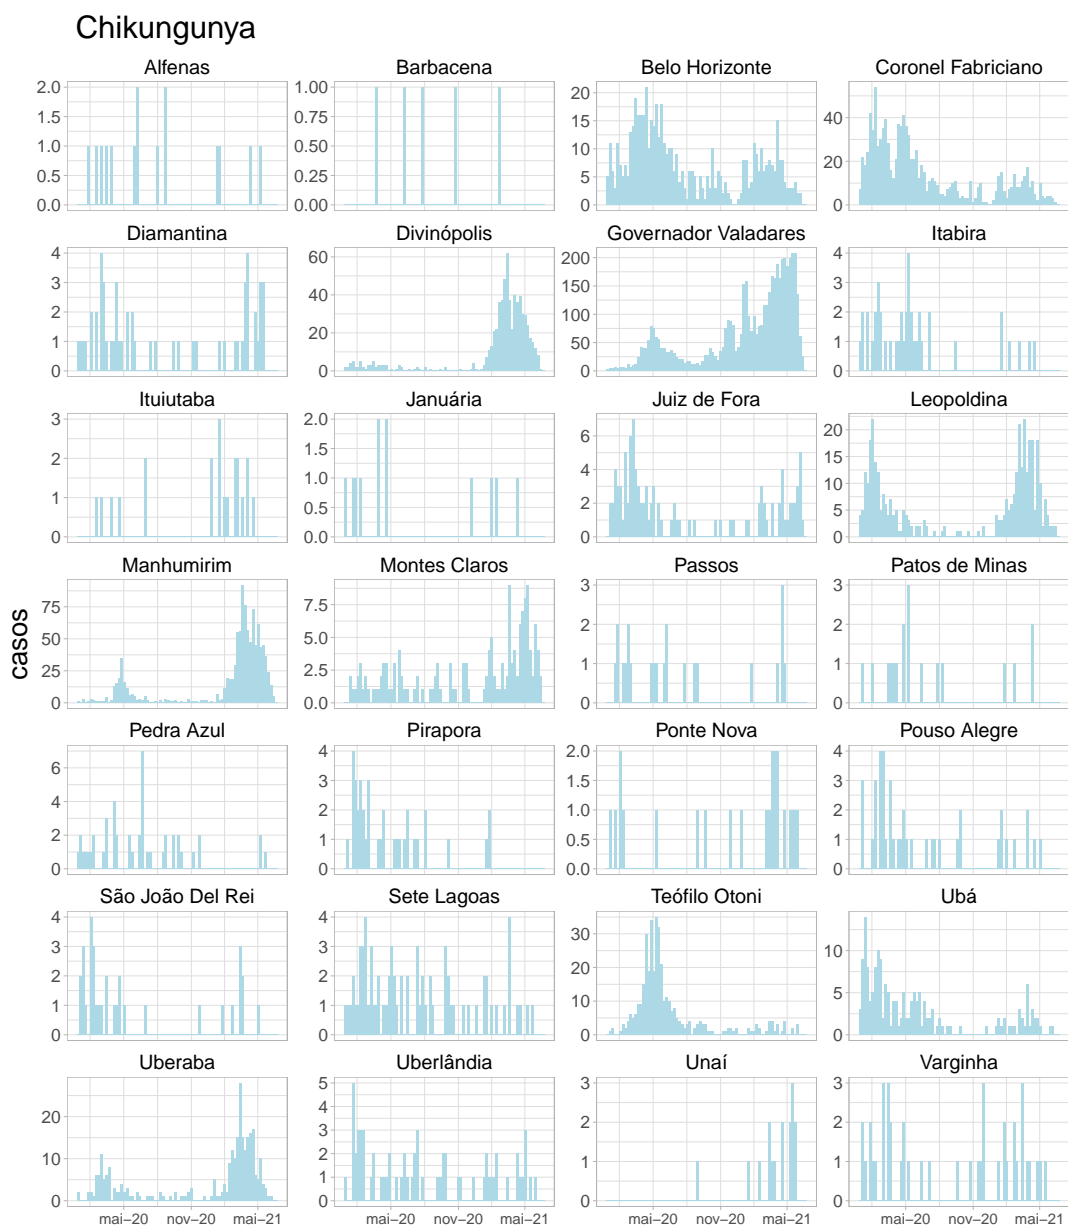 Chikungunya
Alfenas Barbacena Belo Horizonte Coronel Fabriciano
2.0 1.5 1.0 0.5 0.0
1.00 0.75 0.50 0.25 0.00
20 15 10 5 0
40 20 0
Diamantina Divinópolis Governador Valadares Itabira
4 3 2 1 0
60 40 20 0
200 150 100 50 0
4 3 2 1 0
Ituiutaba Januária Juiz de Fora Leopoldina
3 2 1 0
2.0 1.5 1.0 0.5 0.0
6 4 2 0
20 15 10 5 0
Manhumirim Montes Claros Passos Patos de Minas
casos
75 50 25 0
7.5 5.0 2.5 0.0
3 2 1 0
3 2 1 0
Pedra Azul Pirapora Ponte Nova Pouso Alegre
6 4 2 0
4 3 2 1 0
2.0 1.5 1.0 0.5 0.0
4 3 2 1 0
São João Del Rei Sete Lagoas Teófilo Otoni Ubá
4 3 2 1 0
4 3 2 1 0
30 20 10 0
10 5 0
Uberaba Uberlândia Unaí Varginha
20 10 0
5 4 3 2 1 0
3 2 1 0
3 2 1 0
mai−20 nov−20 mai−21 mai−20 nov−20 mai−21 mai−20 nov−20 mai−21 mai−20 nov−20 mai−21